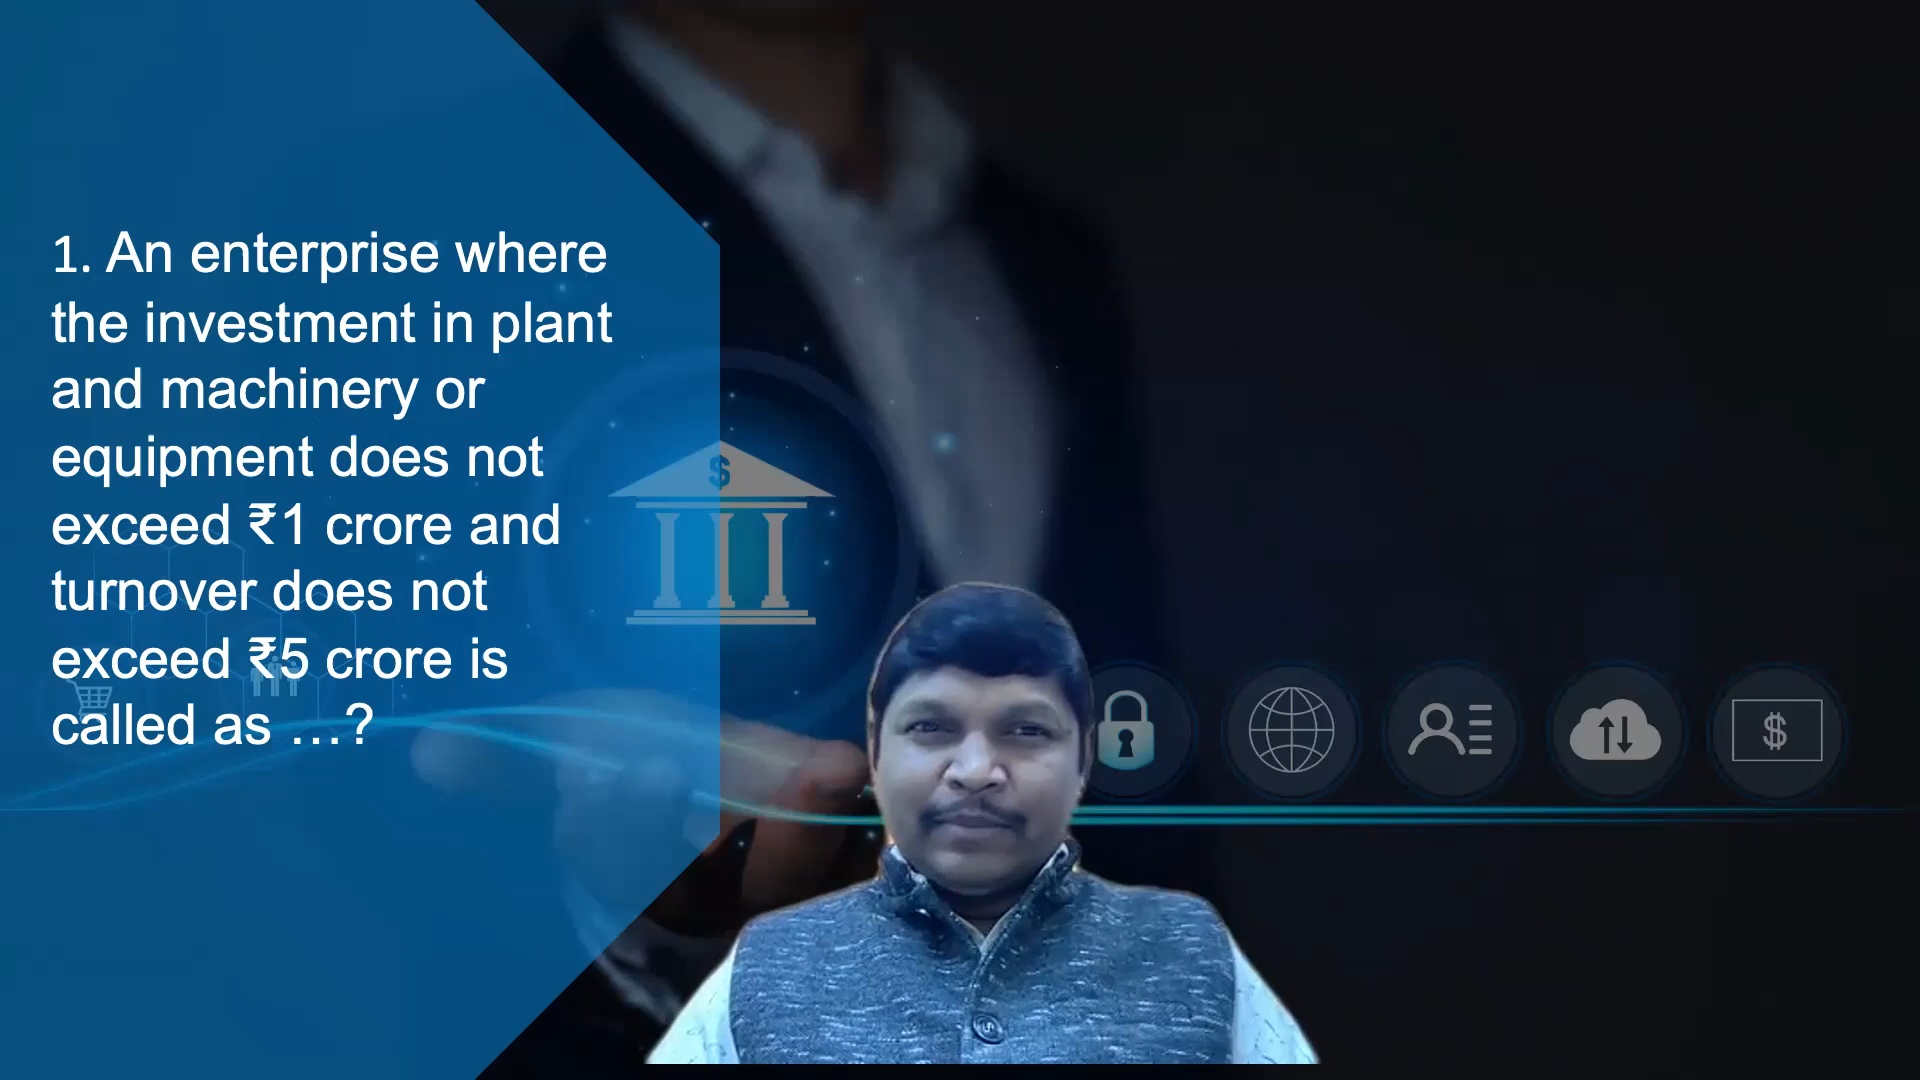 1. An enterprise where
the investment in plant
and machinery or
equipment does not
exceed ₹1 crore and
turnover does not
exceed ₹5 crore is
called as …?
$
$